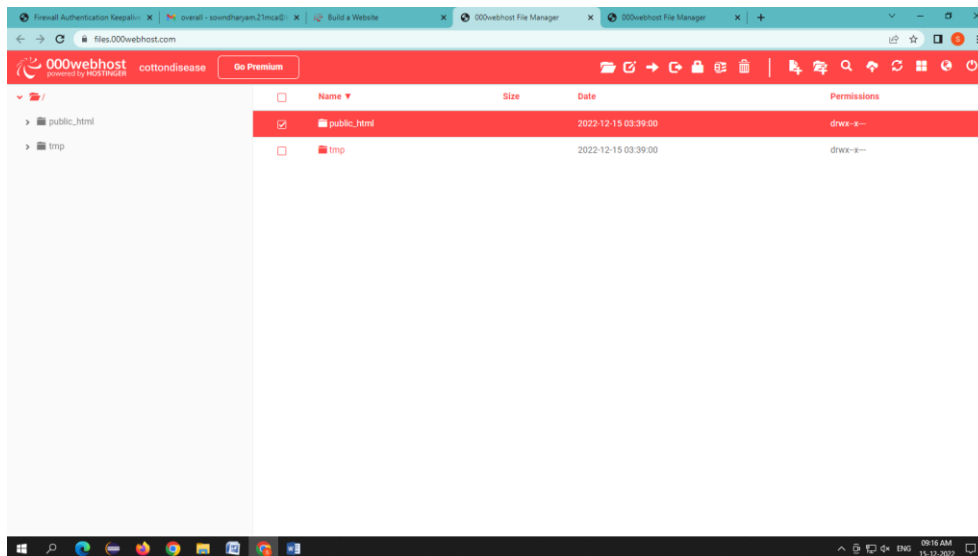 Firewall Authentication Keepaliv
overall - sowndharyam.21mca@
Build a Website
000webhost File Manager
000webhost File Manager
files.000webhost.com
000webhost
powered by HOSTINGER
cottondisease
Go Premium
/
public_html
tmp
Name ▼ Size Date Permissions
public_html 2022-12-15 03:39:00 drwx--x---
tmp 2022-12-15 03:39:00 drwx--x---
S
ENG
09:16 AM
15-12-2022